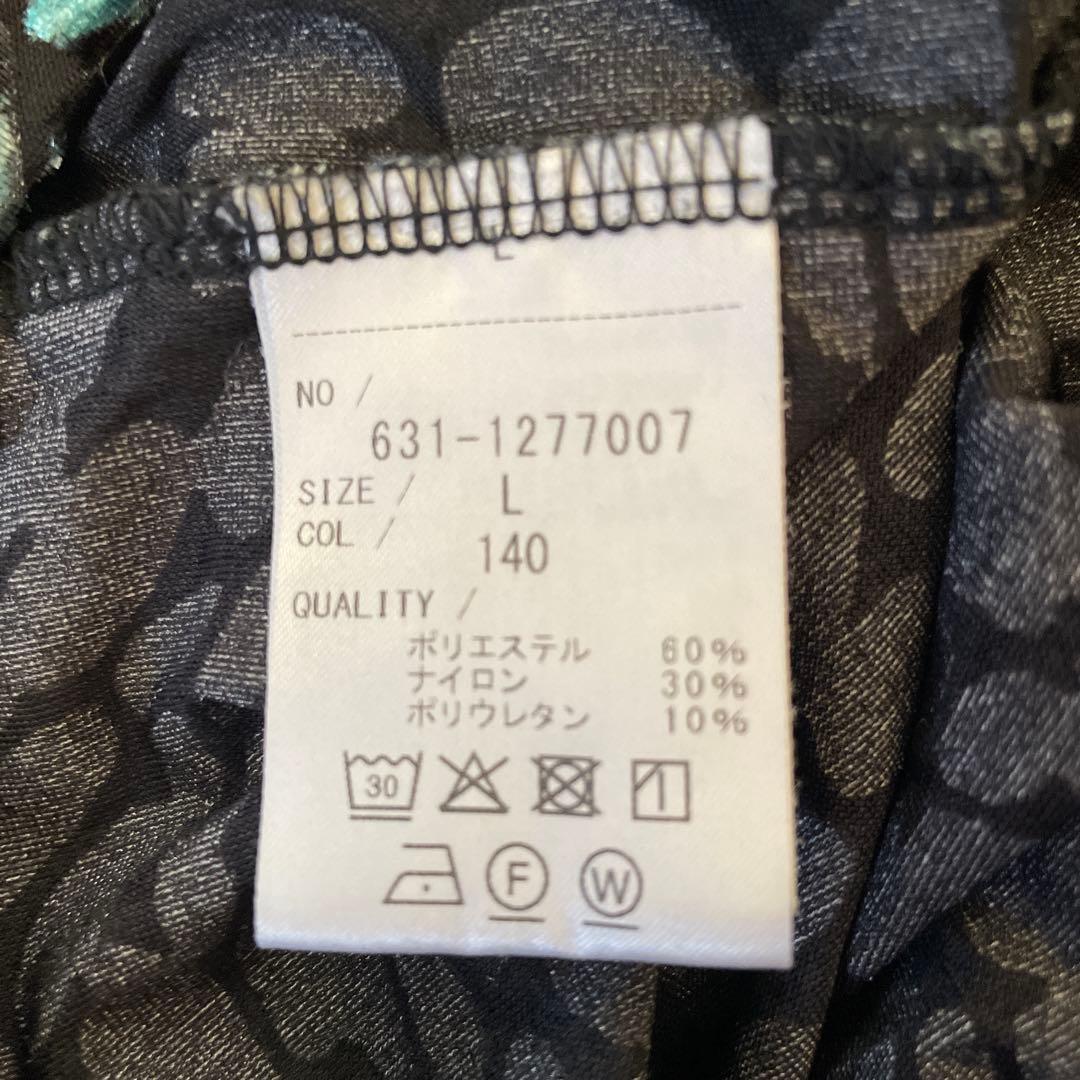 L
NO /
631-1277007
SIZE / L
COL / 140
QUALITY /
ポリエステル 60%
ナイロン 30%
ポリウレタン 10%
30
F W